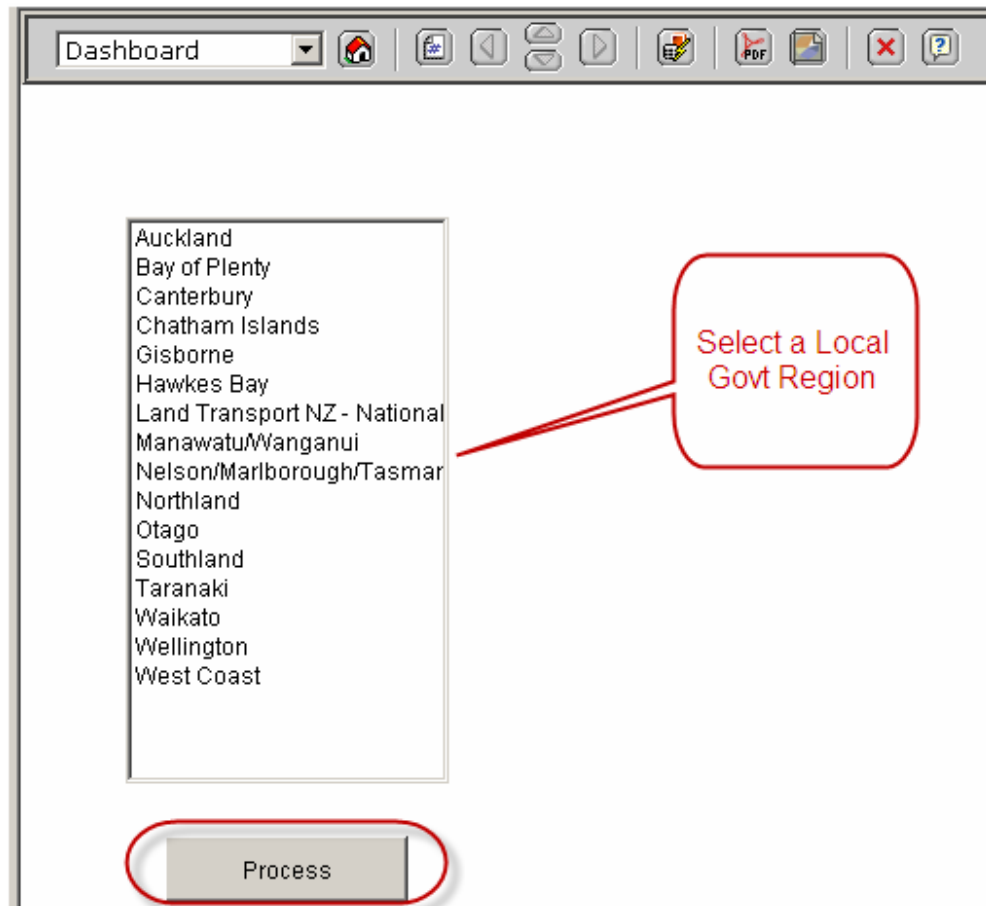 Dashboard
#
PDF
?
Auckland
Bay of Plenty
Canterbury
Chatham Islands
Gisborne
Hawkes Bay
Land Transport NZ - National
Manawatu/Wanganui
Nelson/Marlborough/Tasmar
Northland
Otago
Southland
Taranaki
Waikato
Wellington
West Coast
Select a Local
Govt Region
Process